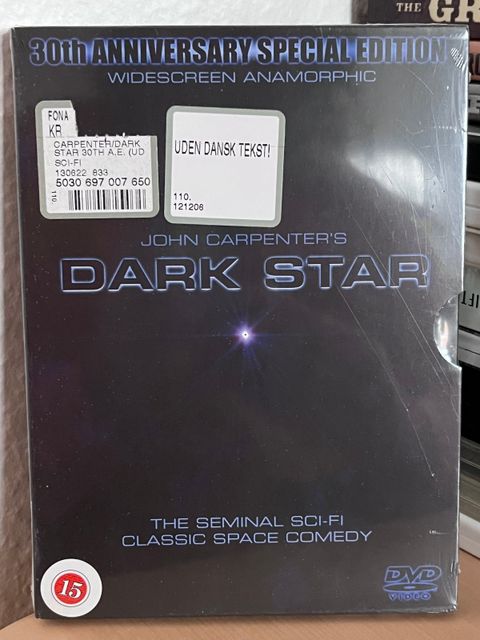 THE GR
30th ANNIVERSARY SPECIAL EDITION
WIDESCREEN ANAMORPHIC
FONA
KR
CARPENTER/DARK
STAR 30TH A.E. (UD
SCI-FI
130622 833
5030 697 007 650
110.
UDEN DANSK TEKST!
110.
121206
JOHN CARPENTER'S
DARK STAR
THE SEMINAL SCI-FI
CLASSIC SPACE COMEDY
15
DVD
VIDEO